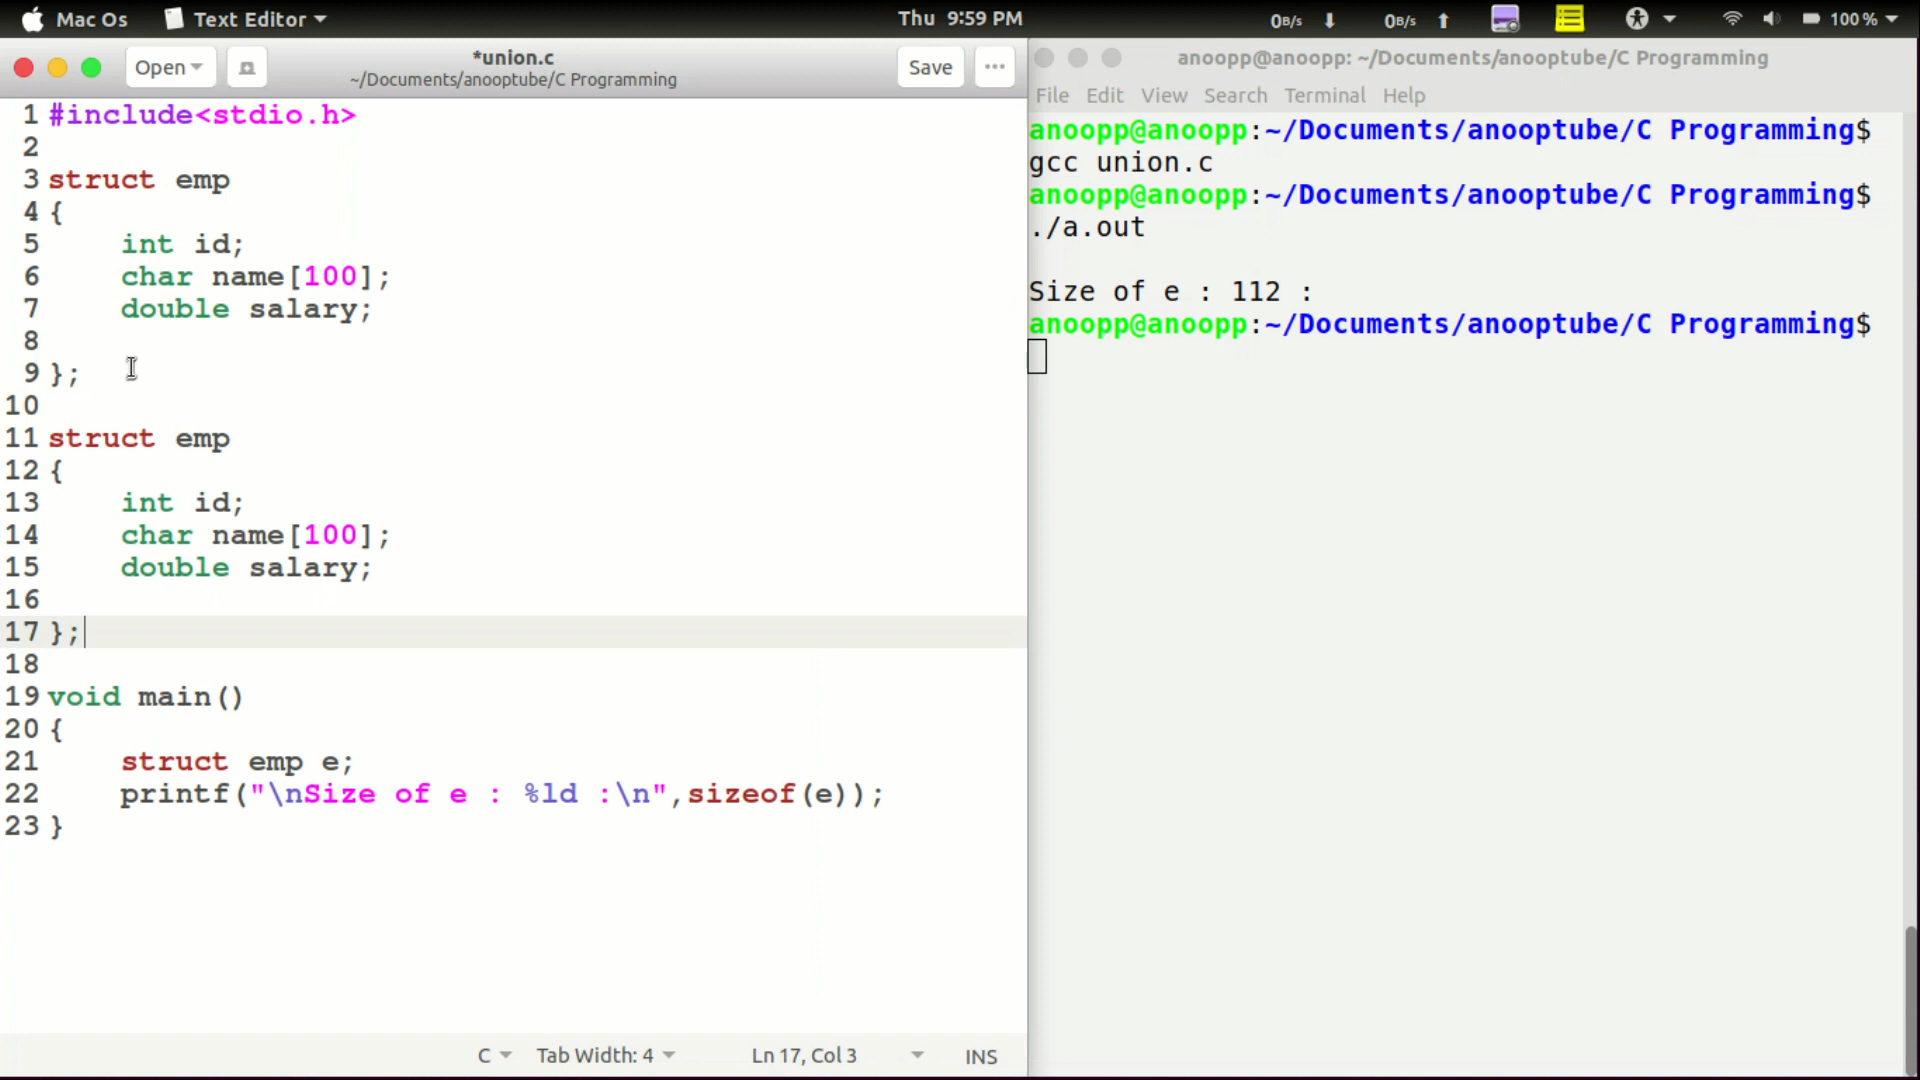 Mac Os Text Editor Thu 9:59 PM 0B/s 0B/s 100 %
Open *union.c Save
~/Documents/anooptube/C Programming
1 #include<stdio.h>
2
3 struct emp
4 {
5 int id;
6 char name[100];
7 double salary;
8
9 };
10
11 struct emp
12 {
13 int id;
14 char name[100];
15 double salary;
16
17 };
18
19 void main()
20 {
21 struct emp e;
22 printf("\nSize of e : %ld :\n",sizeof(e));
23 }
C Tab Width: 4 Ln 17, Col 3 INS
anoopp@anoopp: ~/Documents/anooptube/C Programming
File Edit View Search Terminal Help
anoopp@anoopp:~/Documents/anooptube/C Programming$
gcc union.c
anoopp@anoopp:~/Documents/anooptube/C Programming$
./a.out
Size of e : 112 :
anoopp@anoopp:~/Documents/anooptube/C Programming$